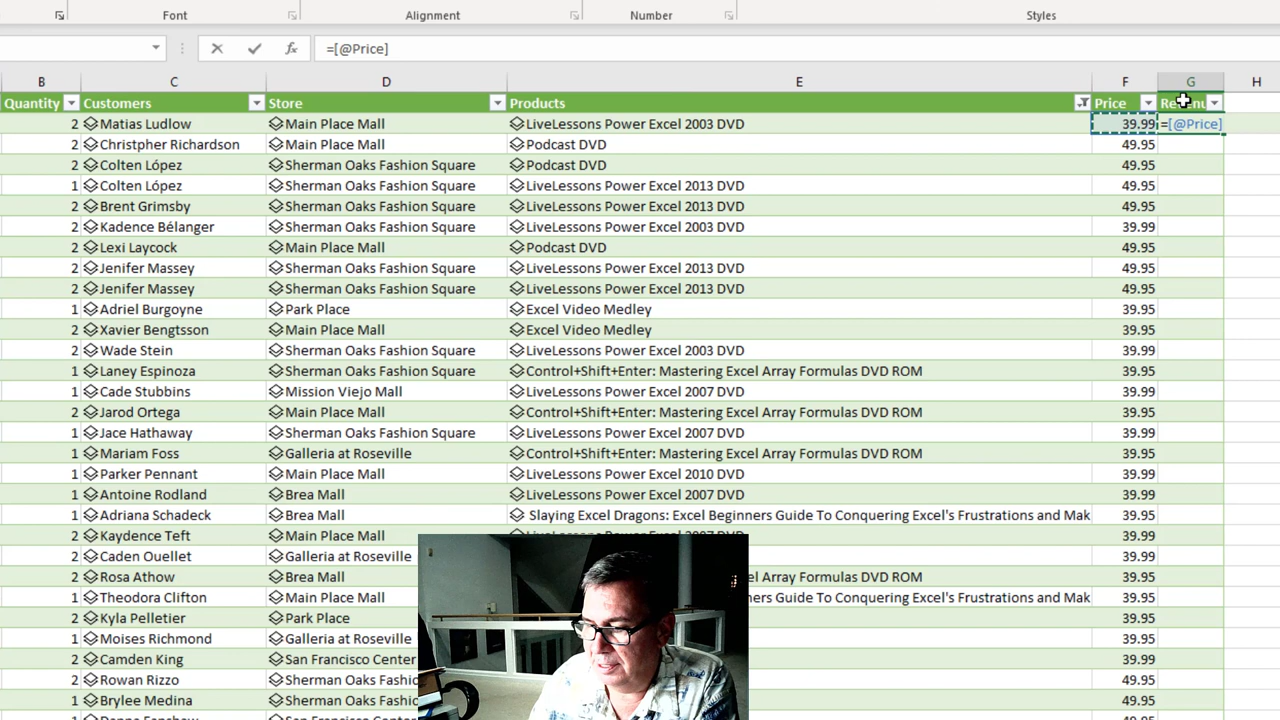 Font Alignment Number Styles
=[@Price]
B C D E F G H
Quantity Customers Store Products Price
2 Matias Ludlow Main Place Mall LiveLessons Power Excel 2003 DVD 39.99 =[@Price]
2 Christpher Richardson Main Place Mall Podcast DVD 49.95
2 Colten López Sherman Oaks Fashion Square Podcast DVD 49.95
1 Colten López Sherman Oaks Fashion Square LiveLessons Power Excel 2013 DVD 49.95
2 Brent Grimsby Sherman Oaks Fashion Square LiveLessons Power Excel 2013 DVD 49.95
2 Kadence Bélanger Sherman Oaks Fashion Square LiveLessons Power Excel 2003 DVD 39.99
2 Lexi Laycock Main Place Mall Podcast DVD 49.95
2 Jenifer Massey Sherman Oaks Fashion Square LiveLessons Power Excel 2013 DVD 49.95
2 Jenifer Massey Sherman Oaks Fashion Square LiveLessons Power Excel 2013 DVD 49.95
1 Adriel Burgoyne Park Place Excel Video Medley 39.95
2 Xavier Bengtsson Main Place Mall Excel Video Medley 39.95
2 Wade Stein Sherman Oaks Fashion Square LiveLessons Power Excel 2003 DVD 39.99
1 Laney Espinoza Sherman Oaks Fashion Square Control+Shift+Enter: Mastering Excel Array Formulas DVD ROM 39.95
1 Cade Stubbins Mission Viejo Mall LiveLessons Power Excel 2007 DVD 39.99
2 Jarod Ortega Main Place Mall Control+Shift+Enter: Mastering Excel Array Formulas DVD ROM 39.95
1 Jace Hathaway Sherman Oaks Fashion Square LiveLessons Power Excel 2007 DVD 39.99
2 Mariam Foss Galleria at Roseville Control+Shift+Enter: Mastering Excel Array Formulas DVD ROM 39.95
1 Parker Pennant Main Place Mall LiveLessons Power Excel 2010 DVD 39.99
1 Antoine Rodland Brea Mall LiveLessons Power Excel 2007 DVD 39.99
1 Adriana Schadeck Brea Mall Slaying Excel Dragons: Excel Beginners Guide To Conquering Excel's Frustrations and Mak 39.95
2 Kaydence Teft Main Place Mall 39.99
2 Caden Ouellet Galleria at Roseville 39.99
2 Rosa Athow Brea Mall el Array Formulas DVD ROM 39.95
1 Theodora Clifton Main Place Mall ners Guide To Conquering Excel's Frustrations and Mak 39.95
2 Kyla Pelletier Park Place 39.95
1 Moises Richmond Galleria at Roseville 39.95
2 Camden King San Francisco Center 39.99
2 Rowan Rizzo Sherman Oaks 49.95
1 Brylee Medina Sherman Oaks 49.95